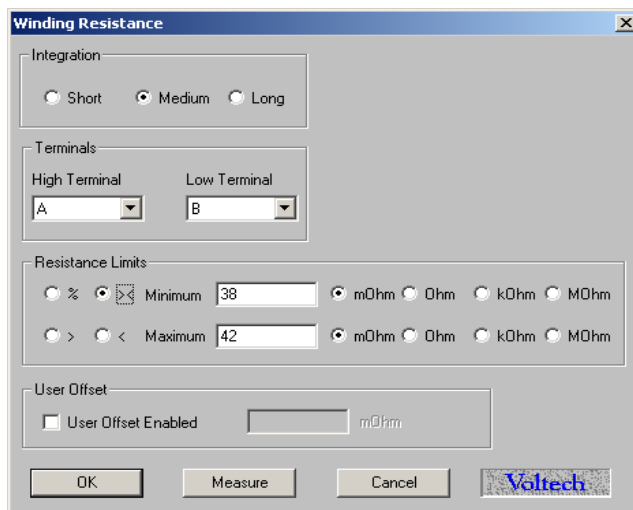 Winding Resistance
Integration
Short Medium Long
Terminals
High Terminal Low Terminal
A B
Resistance Limits
% >< Minimum 38 mOhm Ohm kOhm MOhm
> < Maximum 42 mOhm Ohm kOhm MOhm
User Offset
User Offset Enabled mOhm
OK Measure Cancel Voltech